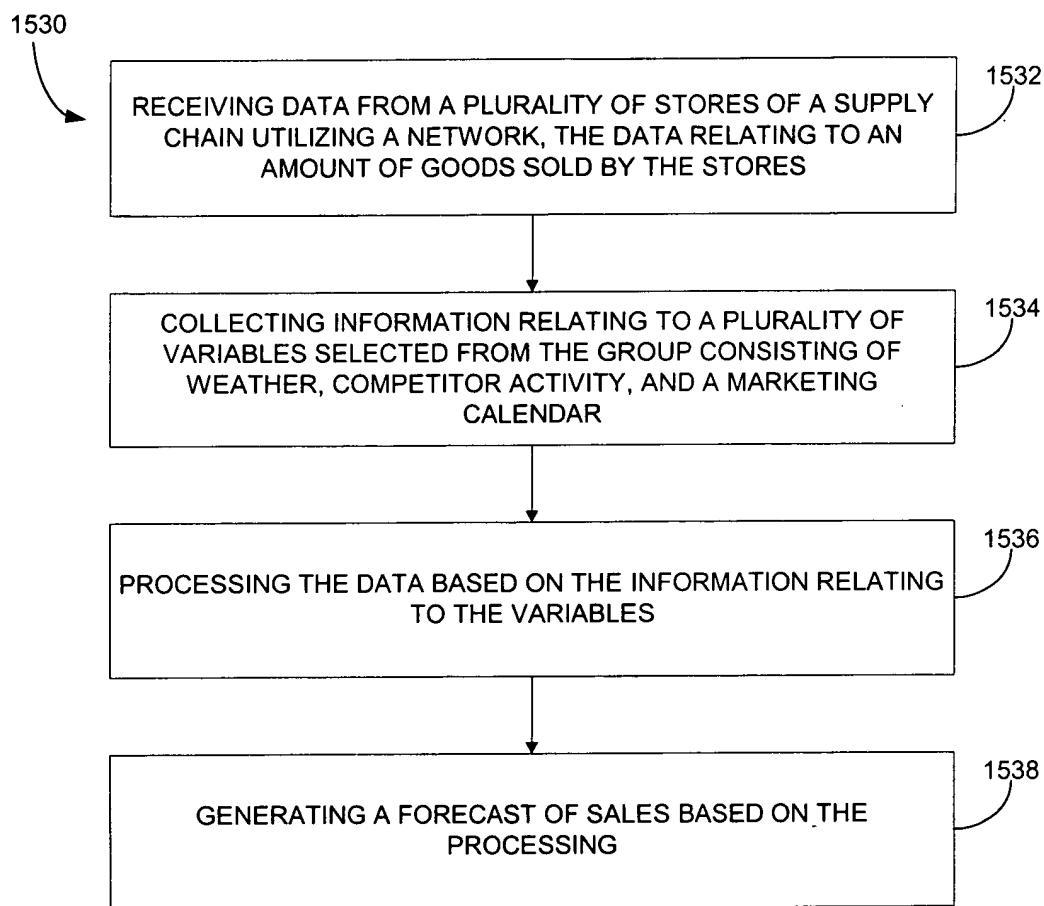 1530
1532
RECEIVING DATA FROM A PLURALITY OF STORES OF A SUPPLY
CHAIN UTILIZING A NETWORK, THE DATA RELATING TO AN
AMOUNT OF GOODS SOLD BY THE STORES
1534
COLLECTING INFORMATION RELATING TO A PLURALITY OF
VARIABLES SELECTED FROM THE GROUP CONSISTING OF
WEATHER, COMPETITOR ACTIVITY, AND A MARKETING
CALENDAR
1536
PROCESSING THE DATA BASED ON THE INFORMATION RELATING
TO THE VARIABLES
1538
GENERATING A FORECAST OF SALES BASED ON THE
PROCESSING